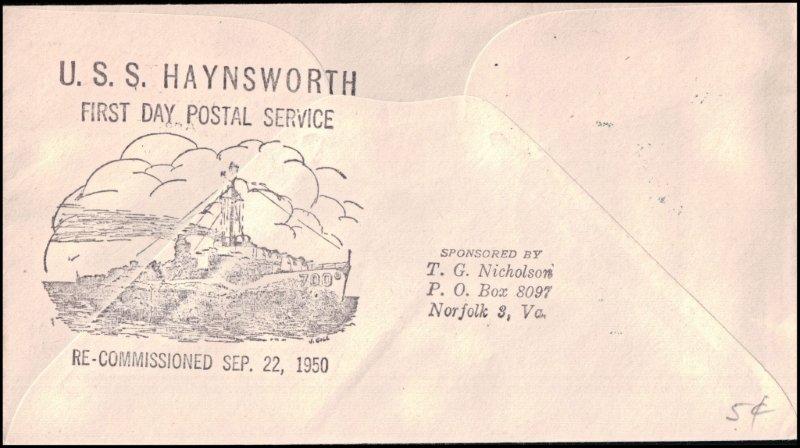 U. S. S. HAYNSWORTH
FIRST DAY POSTAL SERVICE
700
J. Gill
RE-COMMISSIONED SEP. 22, 1950
SPONSORED BY
T. G. Nicholson
P. O. Box 8097
Norfolk 3, Va.
5¢